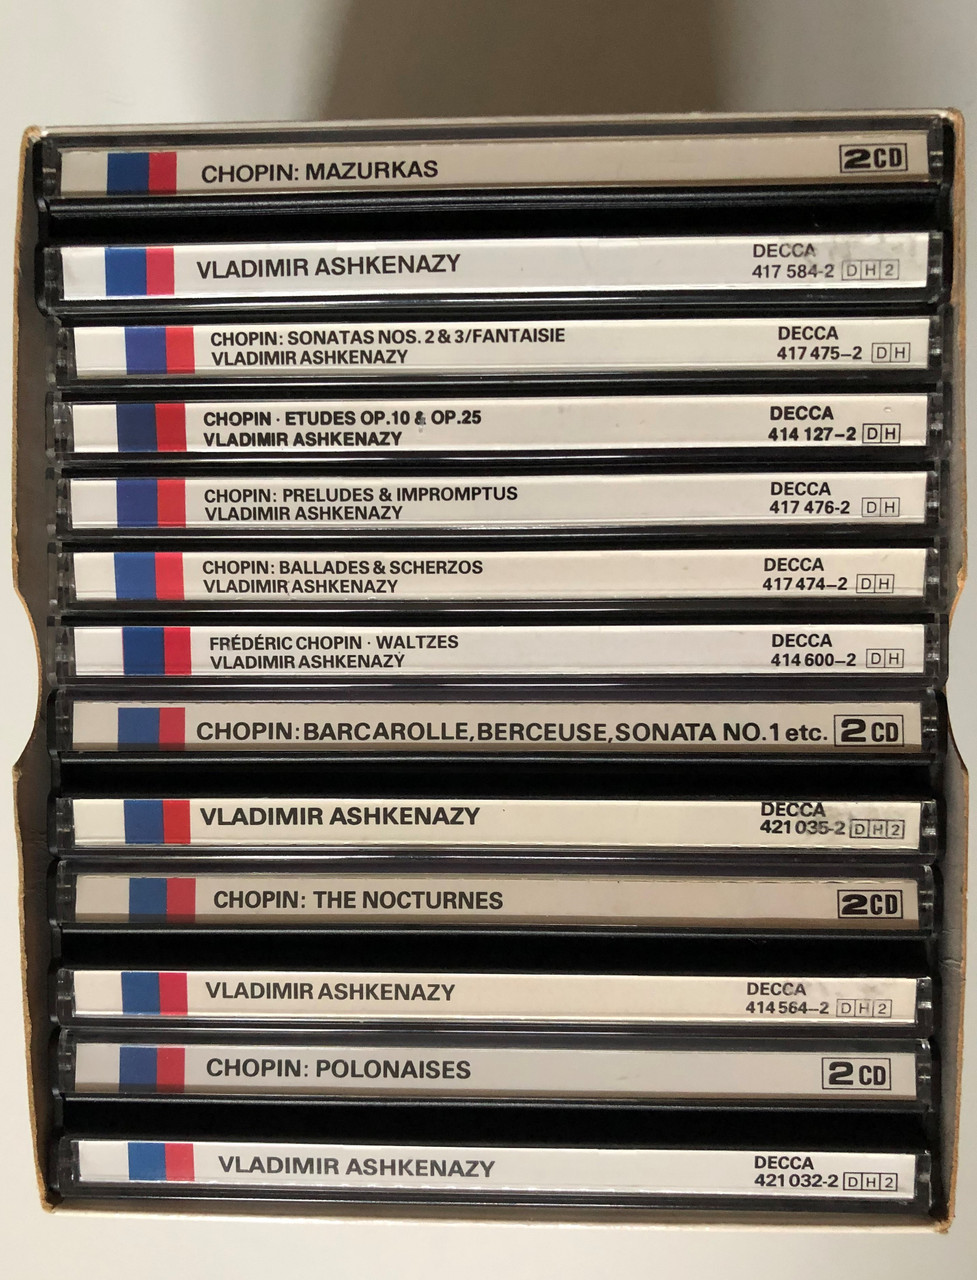 CHOPIN: MAZURKAS 2CD
VLADIMIR ASHKENAZY DECCA
417 584-2 DH2
CHOPIN: SONATAS NOS. 2 & 3/FANTAISIE DECCA
VLADIMIR ASHKENAZY 417 475–2 DH
CHOPIN · ETUDES OP.10 & OP.25 DECCA
VLADIMIR ASHKENAZY 414 127–2 DH
CHOPIN: PRELUDES & IMPROMPTUS DECCA
VLADIMIR ASHKENAZY 417 476-2 DH
CHOPIN: BALLADES & SCHERZOS DECCA
VLADIMIR ASHKENAZY 417 474–2 DH
FRÉDÉRIC CHOPIN · WALTZES DECCA
VLADIMIR ASHKENAZY 414 600–2 DH
CHOPIN: BARCAROLLE, BERCEUSE, SONATA NO.1 etc. 2CD
VLADIMIR ASHKENAZY DECCA
421 035-2 DH2
CHOPIN: THE NOCTURNES 2CD
VLADIMIR ASHKENAZY DECCA
414 564–2 DH2
CHOPIN: POLONAISES 2CD
VLADIMIR ASHKENAZY DECCA
421 032-2 DH2